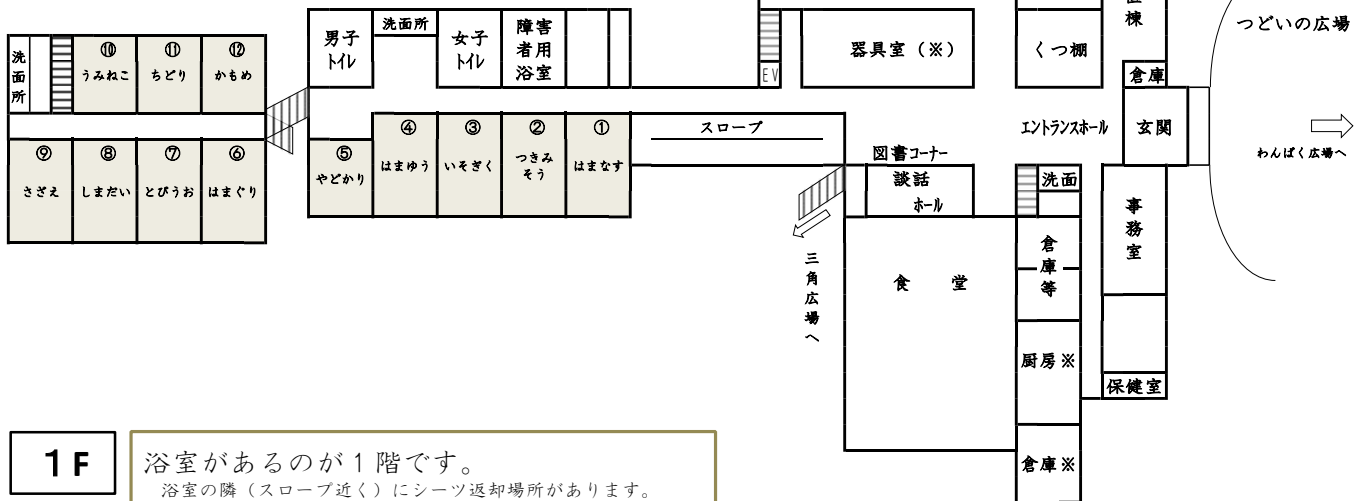 棟
つどいの広場
洗面所
男子
トイレ
女子
トイレ
障害
者用
浴室
器具室（※）
くつ棚
EV
倉庫
洗
面
所
⑩
うみねこ
⑪
ちどり
⑫
かもめ
⑨
さざえ
⑧
しまだい
⑦
とびうお
⑥
はまぐり
⑤
やどかり
④
はまゆう
③
いそぎく
②
つきみ
そう
①
はまなす
スロープ
エントランスホール
玄関
わんぱく広場へ
図書コーナー
談話
ホール
洗面
事
務
室
三
角
広
場
へ
食　堂
倉
庫
等
厨房※
保健室
倉庫※
１F
浴室があるのが１階です。
浴室の隣（スロープ近く）にシーツ返却場所があります。